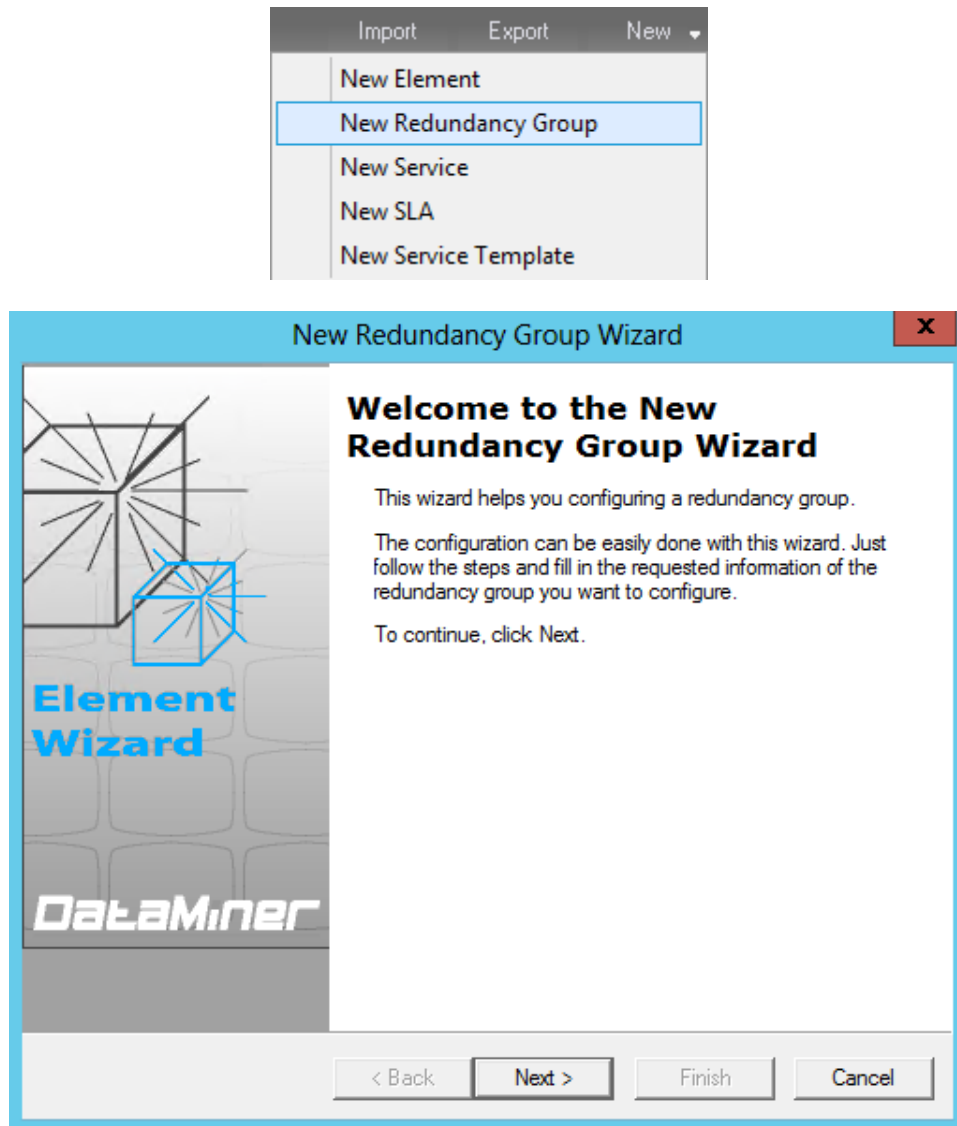 Import Export New
New Element
New Redundancy Group
New Service
New SLA
New Service Template
New Redundancy Group Wizard
x
Welcome to the New
Redundancy Group Wizard
This wizard helps you configuring a redundancy group.
The configuration can be easily done with this wizard. Just
follow the steps and fill in the requested information of the
redundancy group you want to configure.
To continue, click Next.
Element
Wizard
DataMiner
< Back Next > Finish Cancel